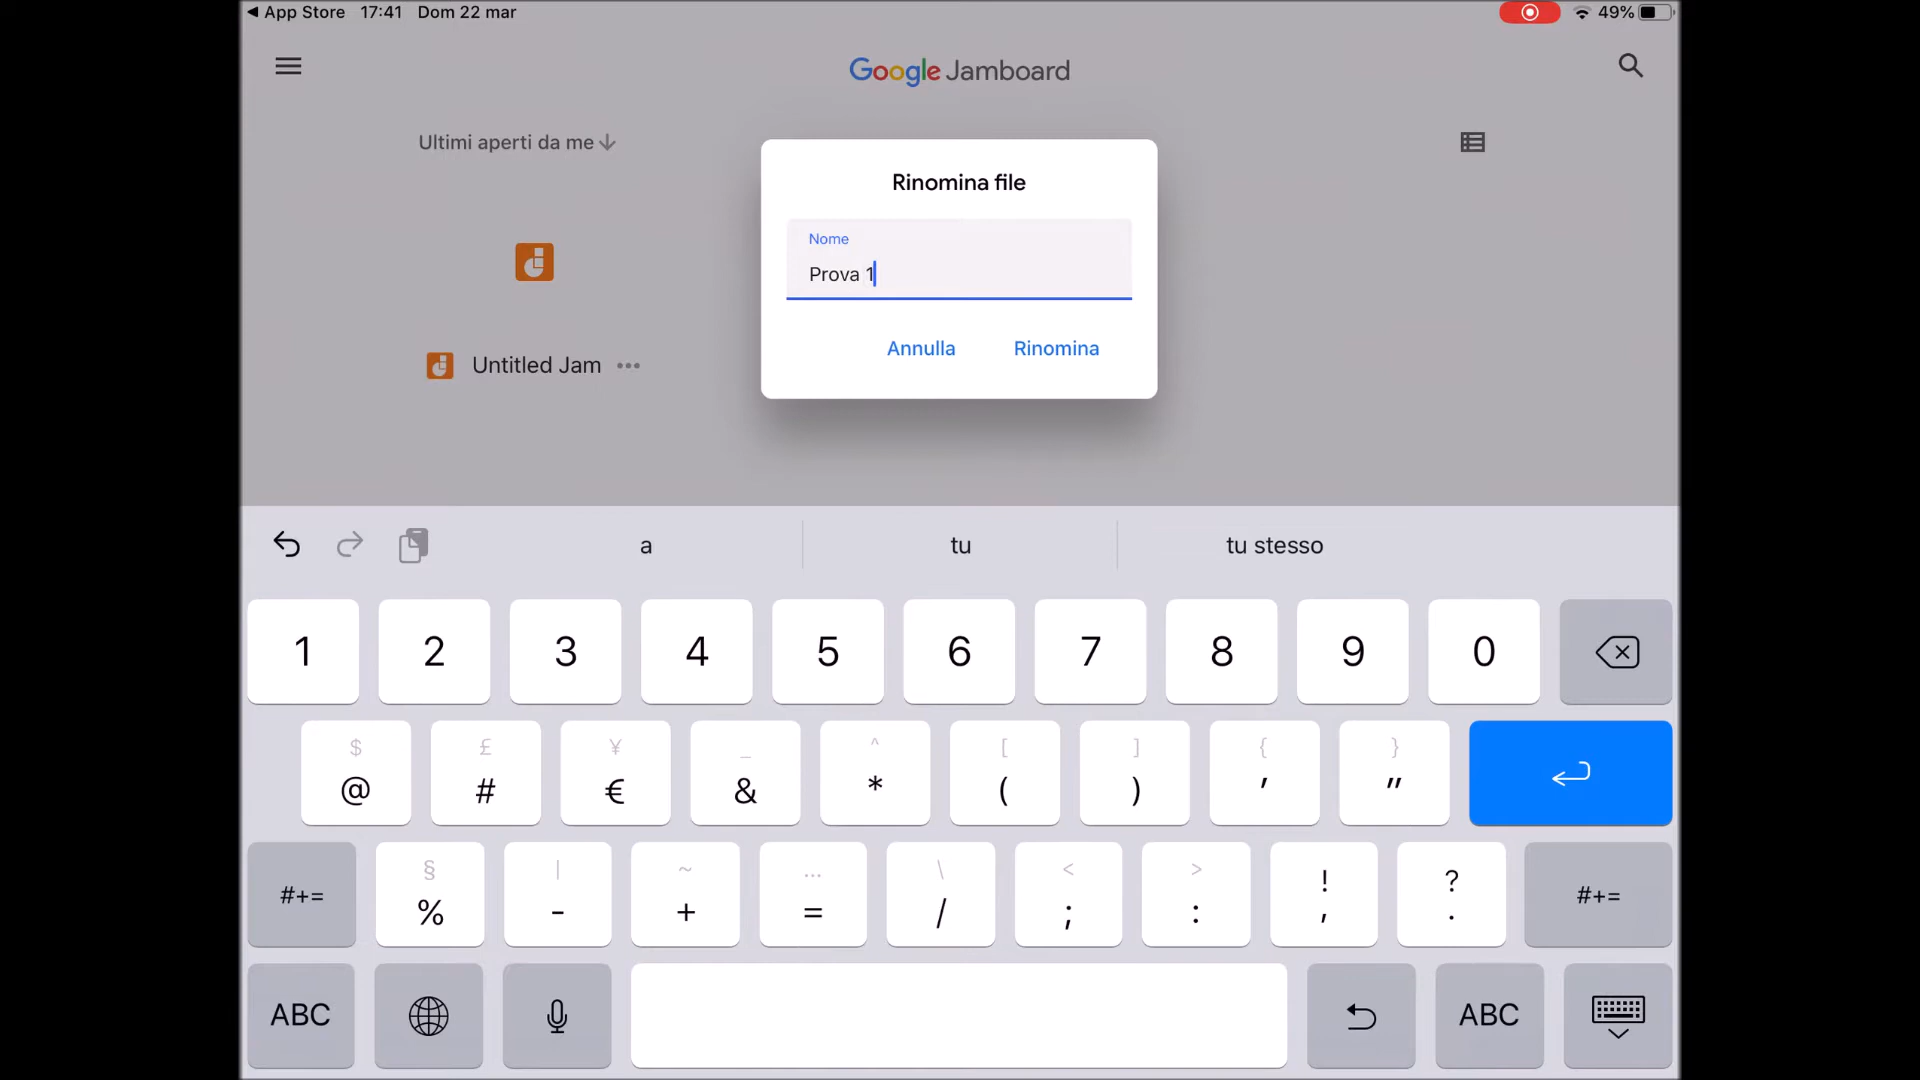 App Store 17:41 Dom 22 mar 49%
Google Jamboard
Ultimi aperti da me
Rinomina file
Nome
Prova 1
Annulla Rinomina
Untitled Jam
a tu tu stesso
1 2 3 4 5 6 7 8 9 0
$ £ ¥ _ ^ [ ] { }
@ # € & * ( ) ' "
§ | ~ … \ < > ! ?
#+= % - + = / ; : , . #+=
ABC ABC